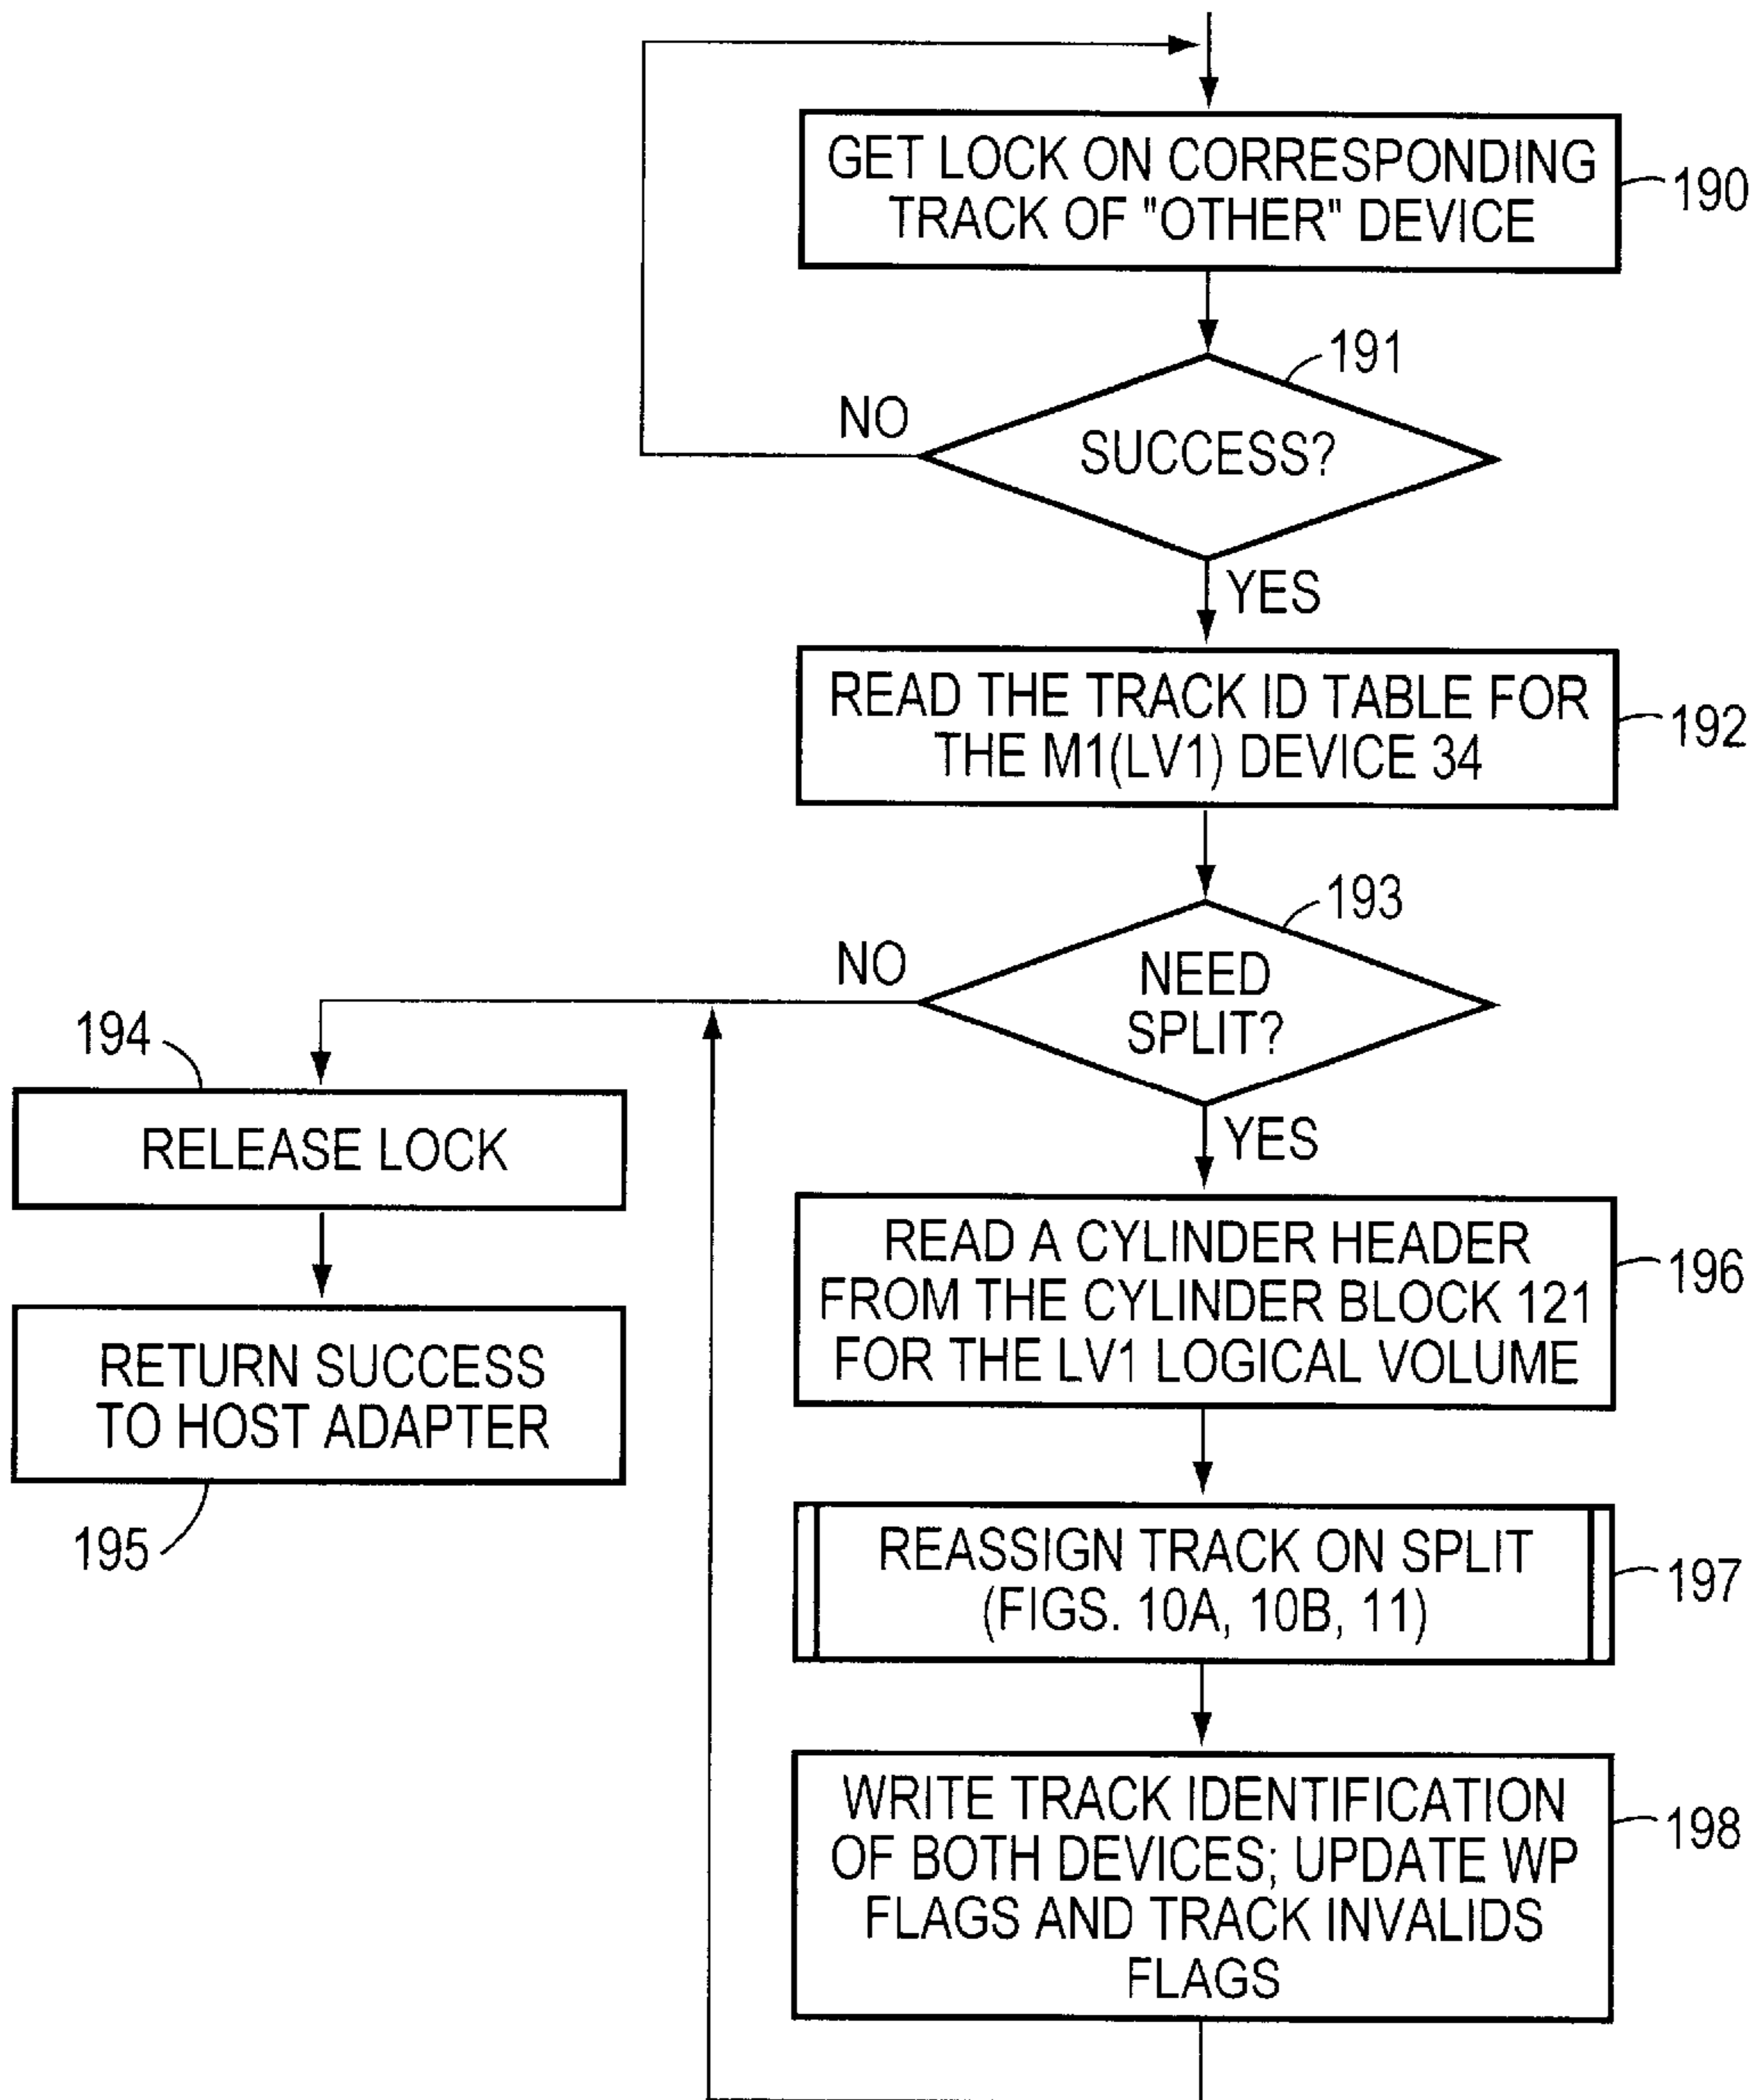 GET LOCK ON CORRESPONDING
TRACK OF "OTHER" DEVICE
190
191
NO
SUCCESS?
YES
READ THE TRACK ID TABLE FOR
THE M1(LV1) DEVICE 34
192
193
NO
NEED
SPLIT?
YES
194
RELEASE LOCK
RETURN SUCCESS
TO HOST ADAPTER
195
READ A CYLINDER HEADER
FROM THE CYLINDER BLOCK 121
FOR THE LV1 LOGICAL VOLUME
196
REASSIGN TRACK ON SPLIT
(FIGS. 10A, 10B, 11)
197
WRITE TRACK IDENTIFICATION
OF BOTH DEVICES; UPDATE WP
FLAGS AND TRACK INVALIDS
FLAGS
198